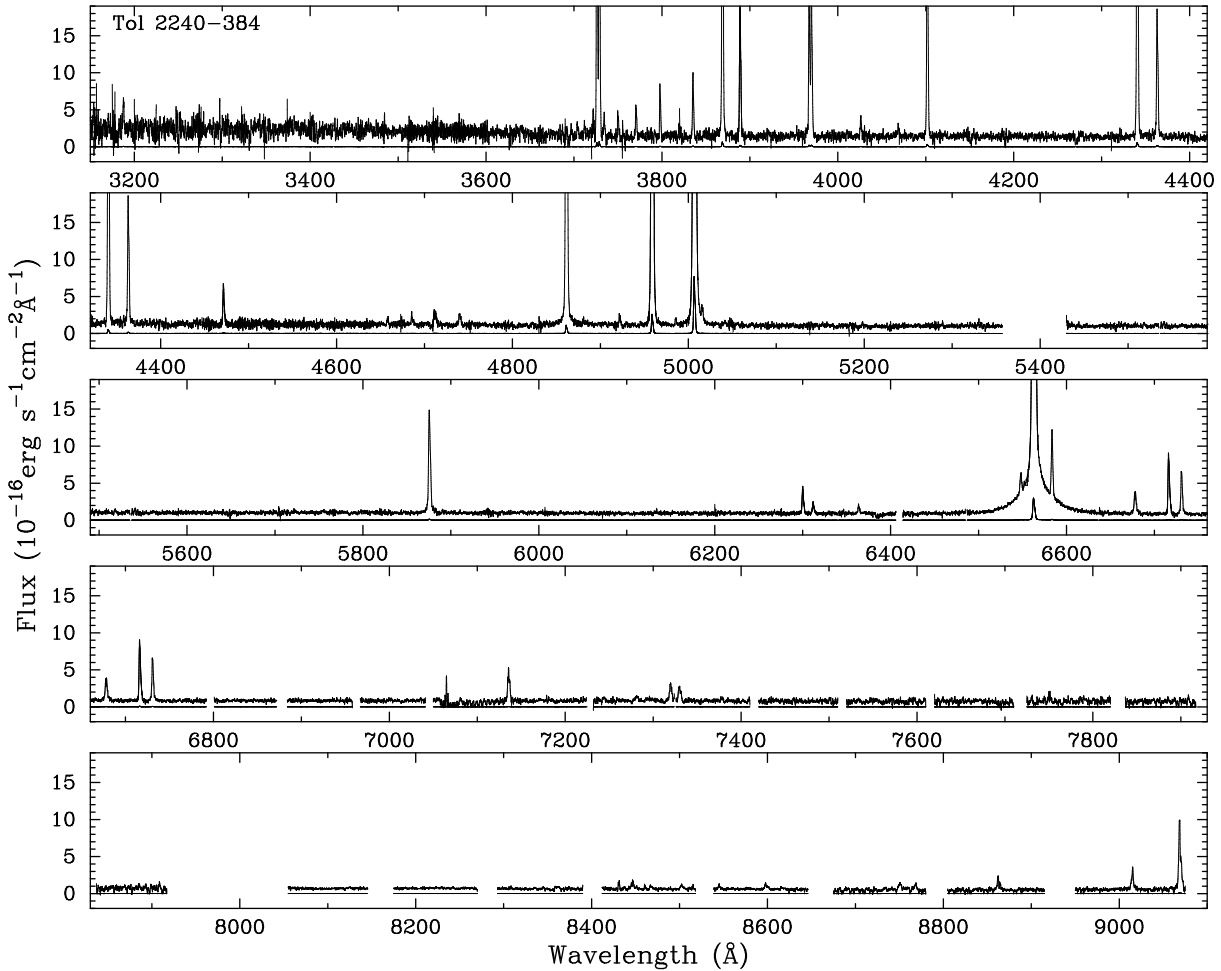 Tol 2240−384
15
10
5
0
3200 3400 3600 3800 4000 4200 4400
15
10
5
0
4400 4600 4800 5000 5200 5400
15
10
5
0
5600 5800 6000 6200 6400 6600
15
10
5
0
6800 7000 7200 7400 7600 7800
15
10
5
0
8000 8200 8400 8600 8800 9000
Flux (10⁻¹⁶erg s⁻¹cm⁻²Å⁻¹)
Wavelength (Å)